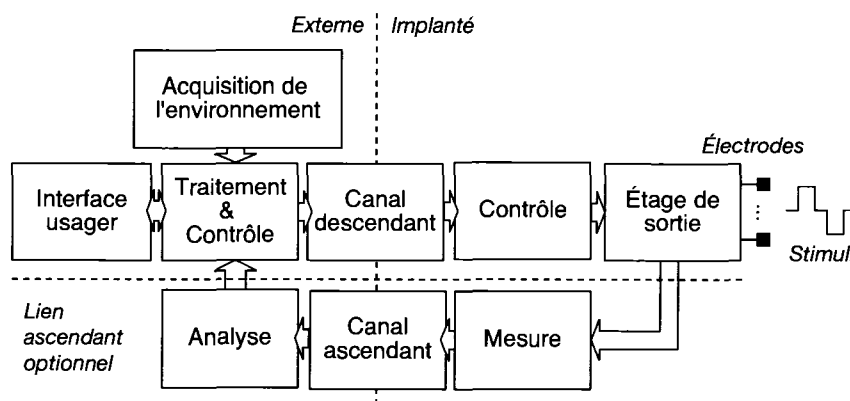 Externe
Implanté
Acquisition de
l'environnement
Électrodes
Interface
usager
Traitement
&
Contrôle
Canal
descendant
Contrôle
Étage de
sortie
Stimul
Lien
ascendant
optionnel
Analyse
Canal
ascendant
Mesure